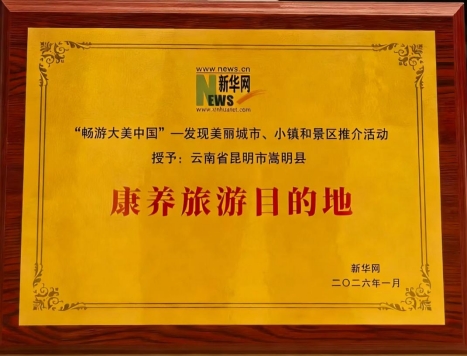 www.news.cn
新华网
NEWS
www.xinhuanet.com
“畅游大美中国”—发现美丽城市、小镇和景区推介活动
授予：云南省昆明市嵩明县
康养旅游目的地
新华网
二〇二六年一月